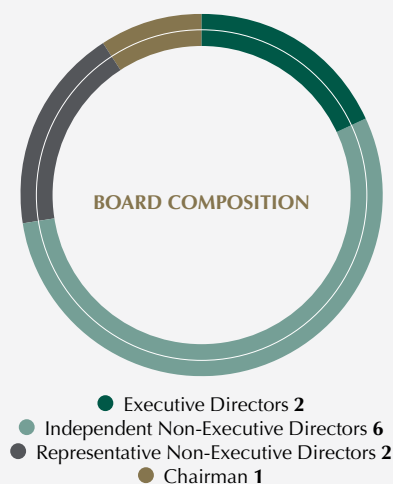 BOARD COMPOSITION
Executive Directors 2
Independent Non-Executive Directors 6
Representative Non-Executive Directors 2
Chairman 1